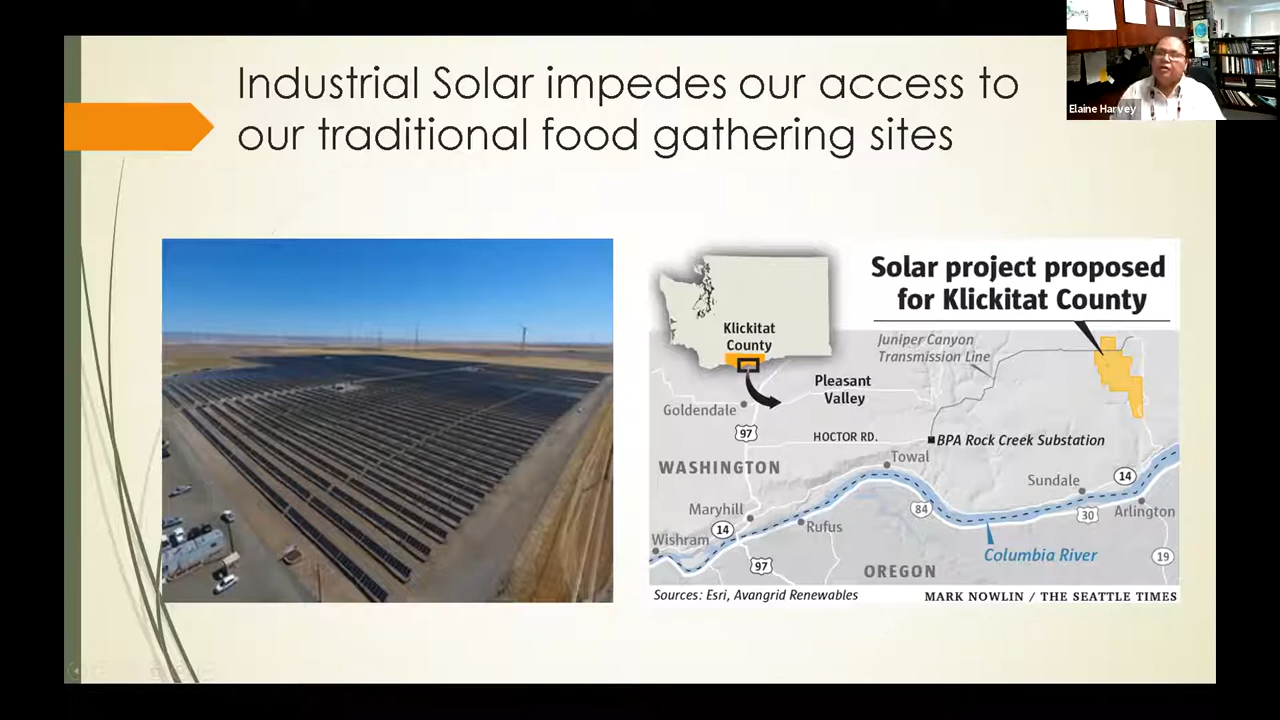 Industrial Solar impedes our access to
our traditional food gathering sites
Elaine Harvey
Solar project proposed
for Klickitat County
Klickitat
County
Juniper Canyon
Transmission Line
Pleasant
Valley
Goldendale
97
HOCTOR RD.
BPA Rock Creek Substation
WASHINGTON
Towal
Sundale
14
Maryhill
14
Rufus
84
30
Arlington
Wishram
97
Columbia River
OREGON
19
Sources: Esri, Avangrid Renewables
MARK NOWLIN / THE SEATTLE TIMES